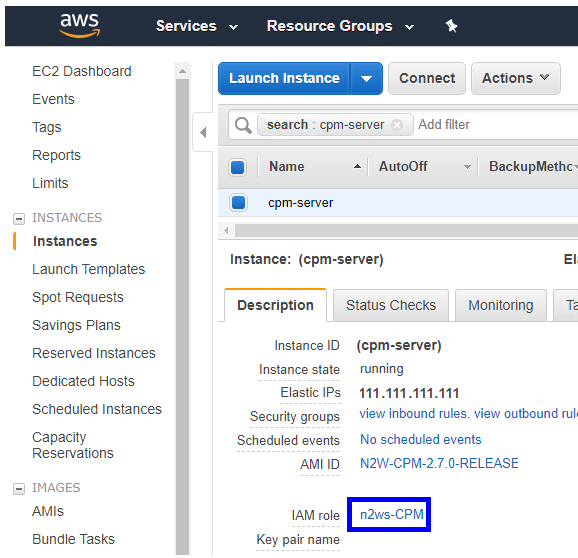 aws Services Resource Groups
EC2 Dashboard
Events
Tags
Reports
Limits
INSTANCES
Instances
Launch Templates
Spot Requests
Savings Plans
Reserved Instances
Dedicated Hosts
Scheduled Instances
Capacity
Reservations
IMAGES
AMIs
Bundle Tasks
Launch Instance Connect Actions
search : cpm-server Add filter
Name AutoOff BackupMetho
cpm-server
Instance: (cpm-server) El
Description Status Checks Monitoring Ta
Instance ID (cpm-server)
Instance state running
Elastic IPs 111.111.111.111
Security groups view inbound rules. view outbound rule
Scheduled events No scheduled events
AMI ID N2W-CPM-2.7.0-RELEASE
IAM role n2ws-CPM
Key pair name